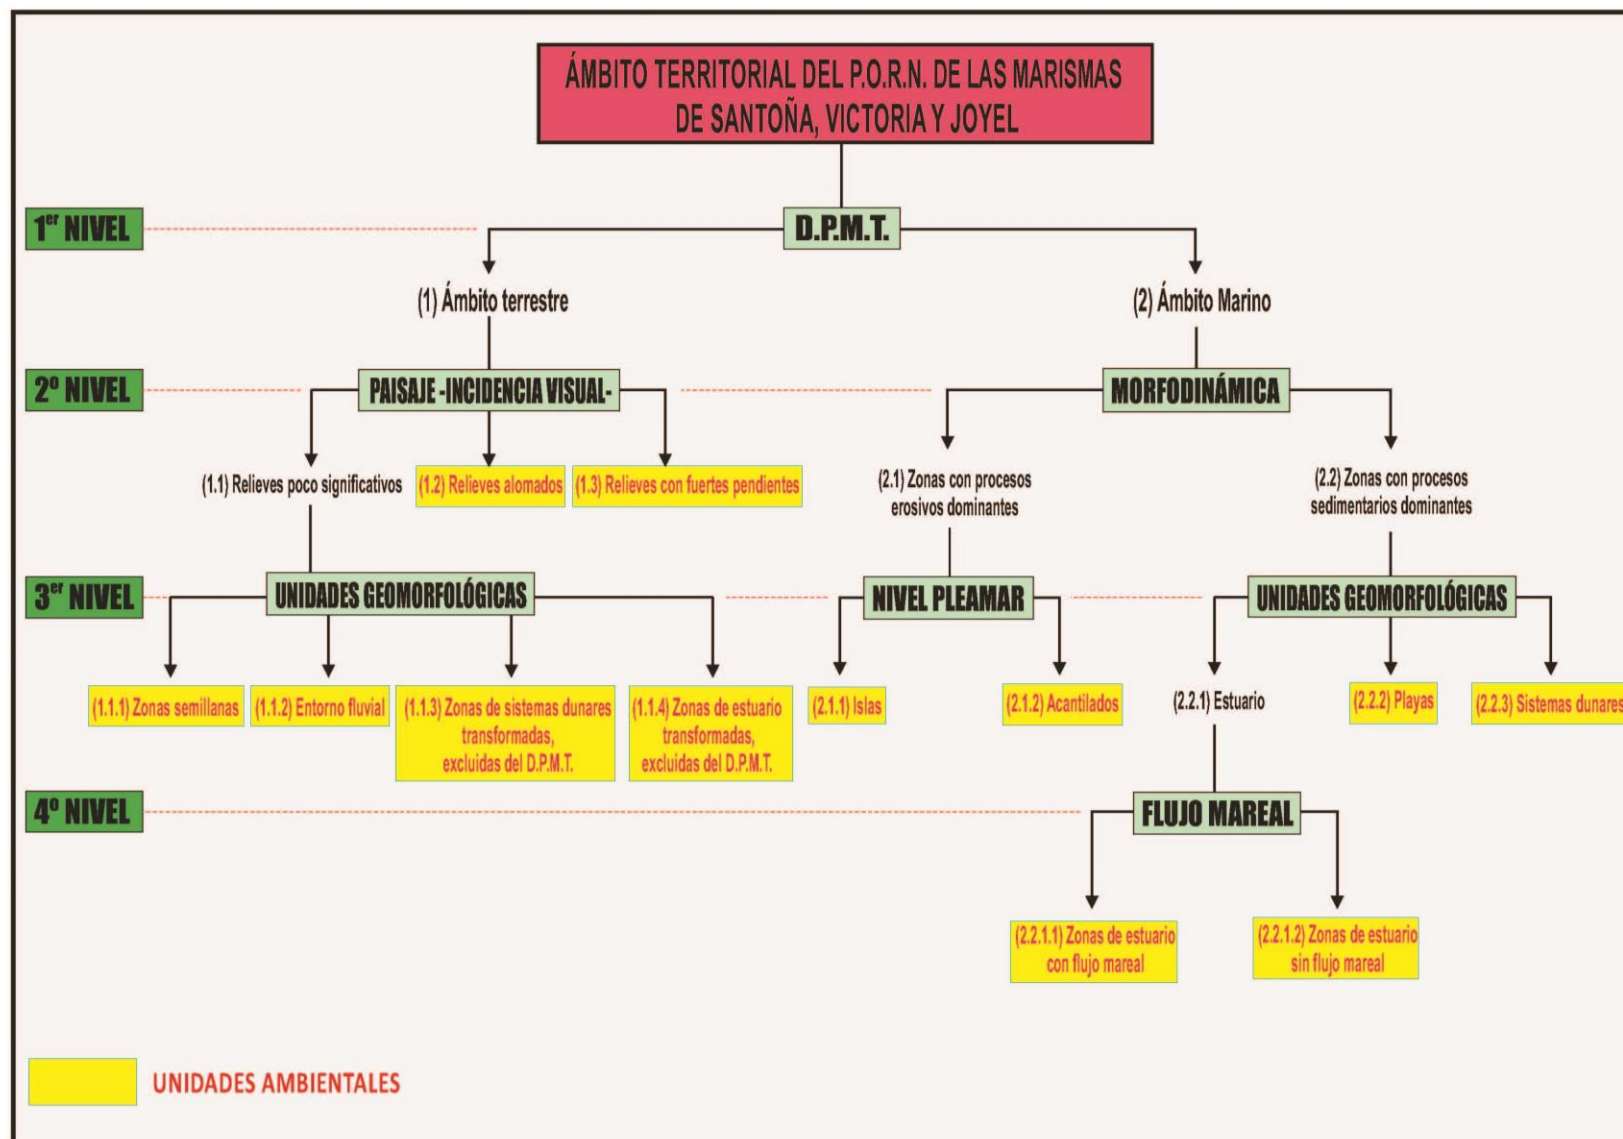 ÁMBITO TERRITORIAL DEL P.O.R.N. DE LAS MARISMAS
DE SANTOÑA, VICTORIA Y JOYEL
1er NIVEL
D.P.M.T.
(1) Ámbito terrestre
(2) Ámbito Marino
2º NIVEL
PAISAJE -INCIDENCIA VISUAL-
MORFODINÁMICA
(1.1) Relieves poco significativos
(1.2) Relieves alomados
(1.3) Relieves con fuertes pendientes
(2.1) Zonas con procesos
erosivos dominantes
(2.2) Zonas con procesos
sedimentarios dominantes
3er NIVEL
UNIDADES GEOMORFOLÓGICAS
NIVEL PLEAMAR
UNIDADES GEOMORFOLÓGICAS
(1.1.1) Zonas semillanas
(1.1.2) Entorno fluvial
(1.1.3) Zonas de sistemas dunares
transformadas,
excluidas del D.P.M.T.
(1.1.4) Zonas de estuario
transformadas,
excluidas del D.P.M.T.
(2.1.1) Islas
(2.1.2) Acantilados
(2.2.1) Estuario
(2.2.2) Playas
(2.2.3) Sistemas dunares
4º NIVEL
FLUJO MAREAL
(2.2.1.1) Zonas de estuario
con flujo mareal
(2.2.1.2) Zonas de estuario
sin flujo mareal
UNIDADES AMBIENTALES